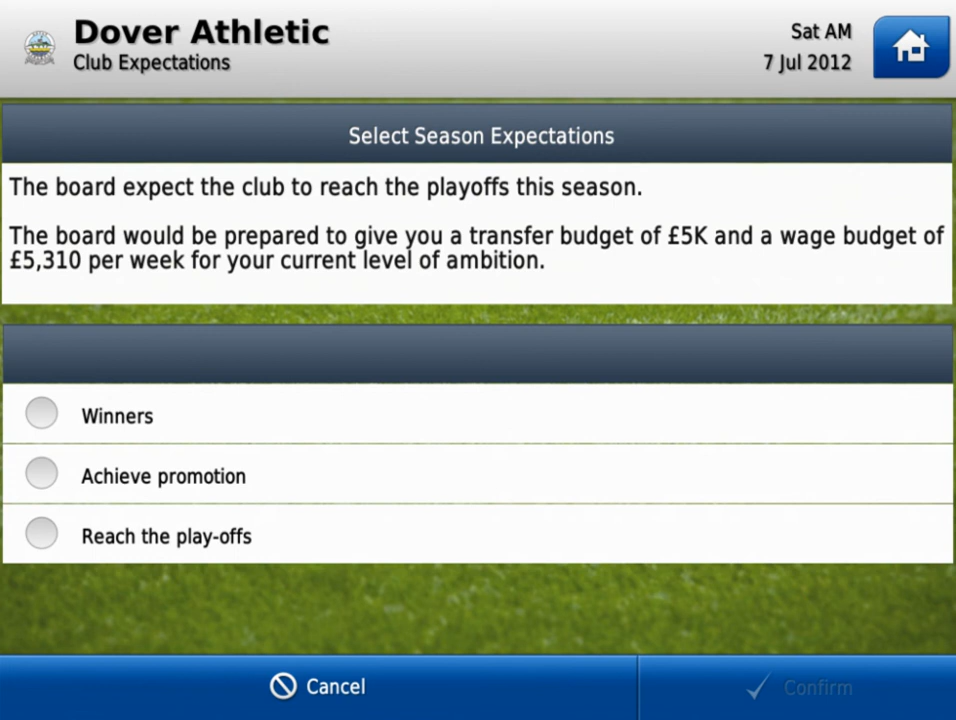 Dover Athletic
Club Expectations
Sat AM
7 Jul 2012
Select Season Expectations
The board expect the club to reach the playoffs this season.
The board would be prepared to give you a transfer budget of £5K and a wage budget of
£5,310 per week for your current level of ambition.
Winners
Achieve promotion
Reach the play-offs
Cancel
Confirm